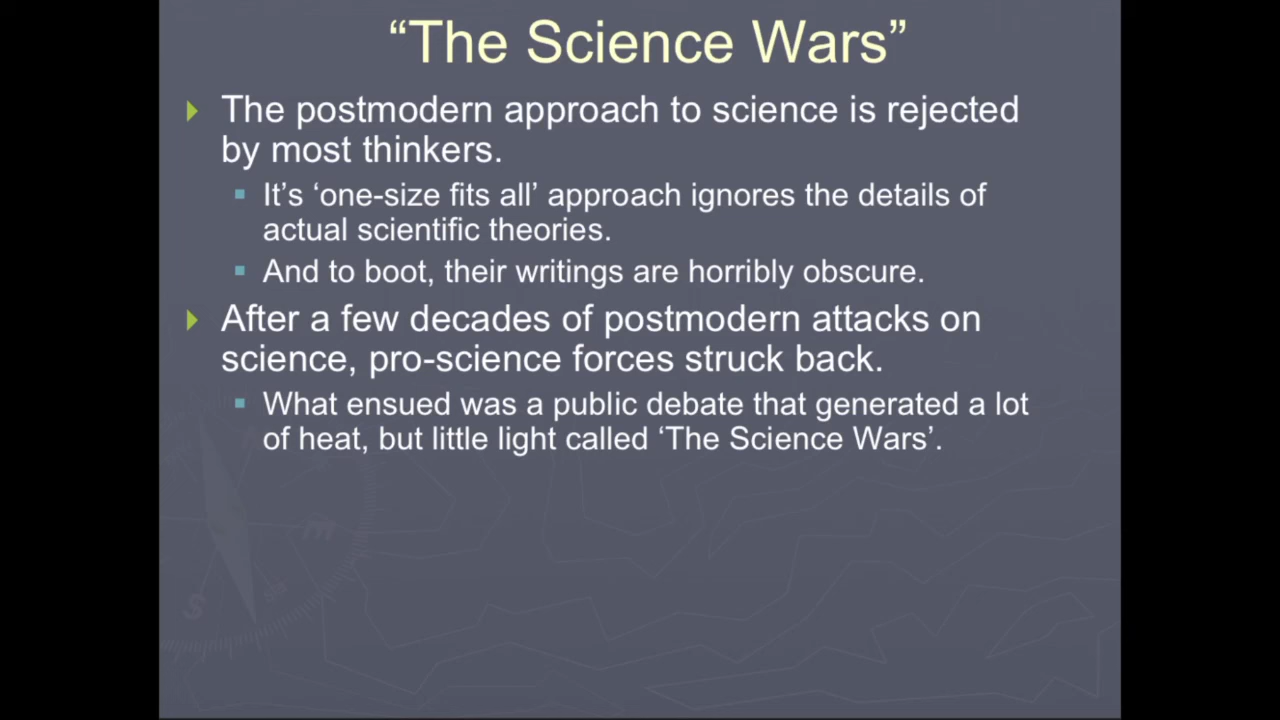 “The Science Wars”
The postmodern approach to science is rejected
by most thinkers.
It’s ‘one-size fits all’ approach ignores the details of
actual scientific theories.
And to boot, their writings are horribly obscure.
After a few decades of postmodern attacks on
science, pro-science forces struck back.
What ensued was a public debate that generated a lot
of heat, but little light called ‘The Science Wars’.
E
SE
S